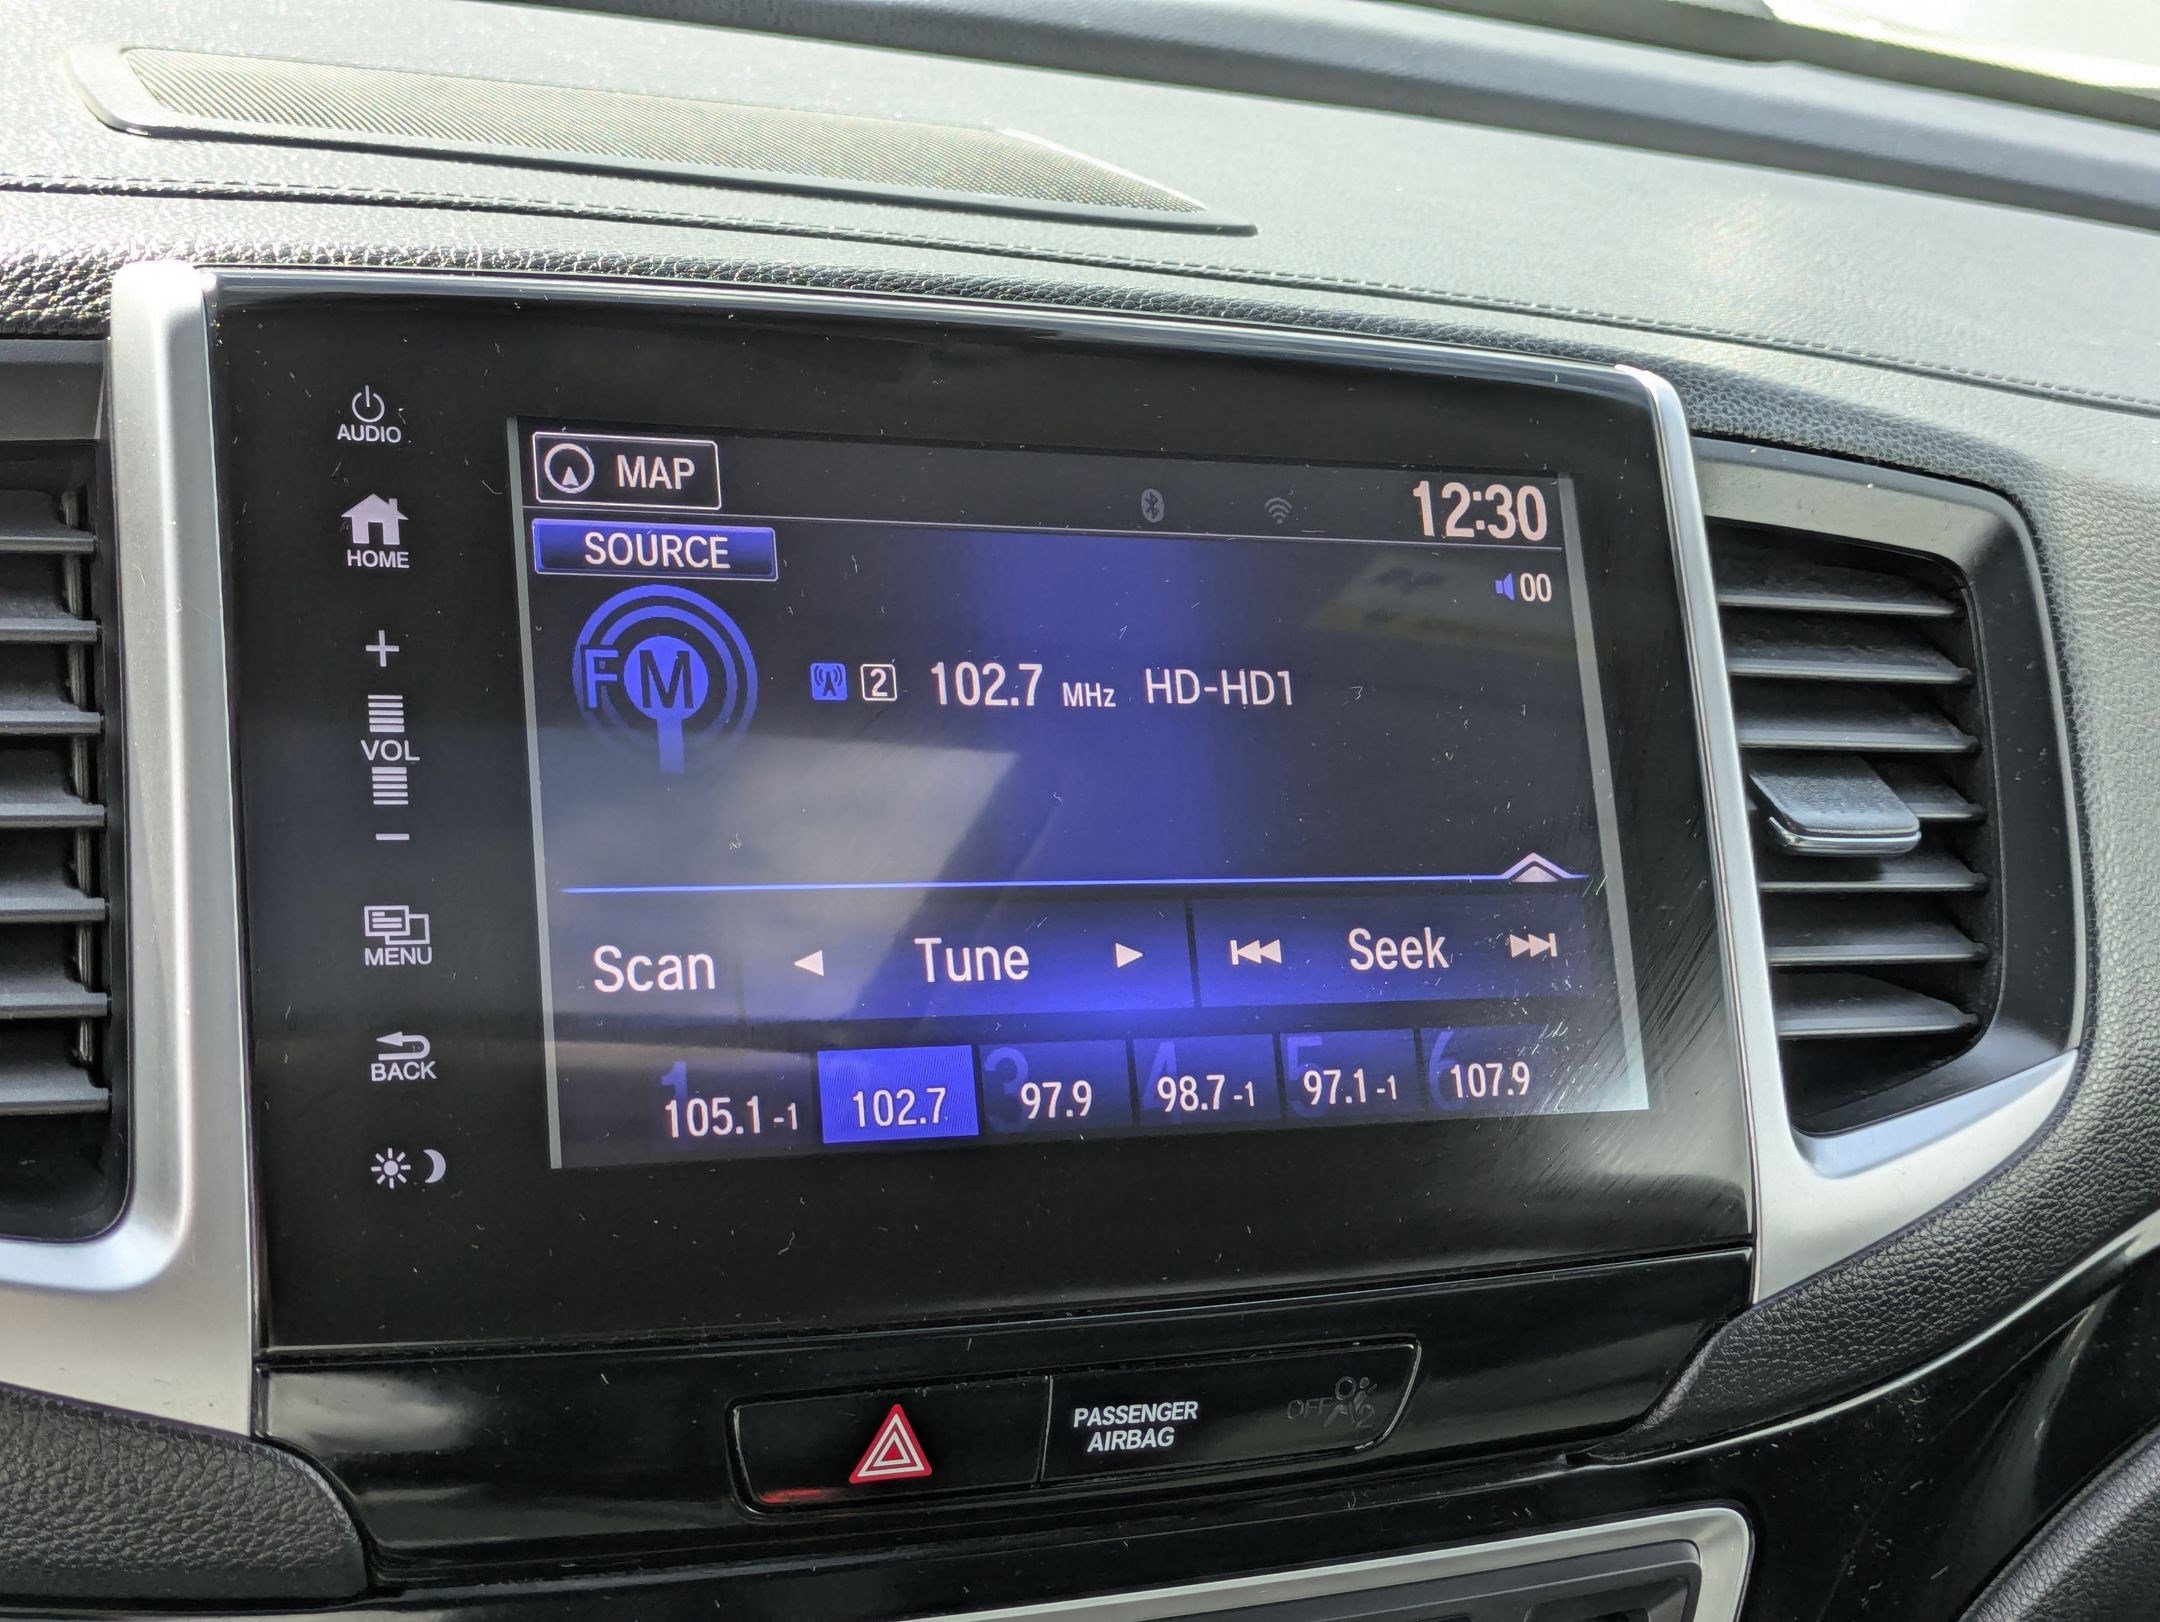 AUDIO
HOME
+
VOL
−
MENU
BACK
MAP
12:30
SOURCE
00
FM
2 102.7 MHz HD-HD1
Scan Tune Seek
1 105.1-1
102.7
3 97.9
4 98.7-1
5 97.1-1
6 107.9
PASSENGER
AIRBAG
OFF
2